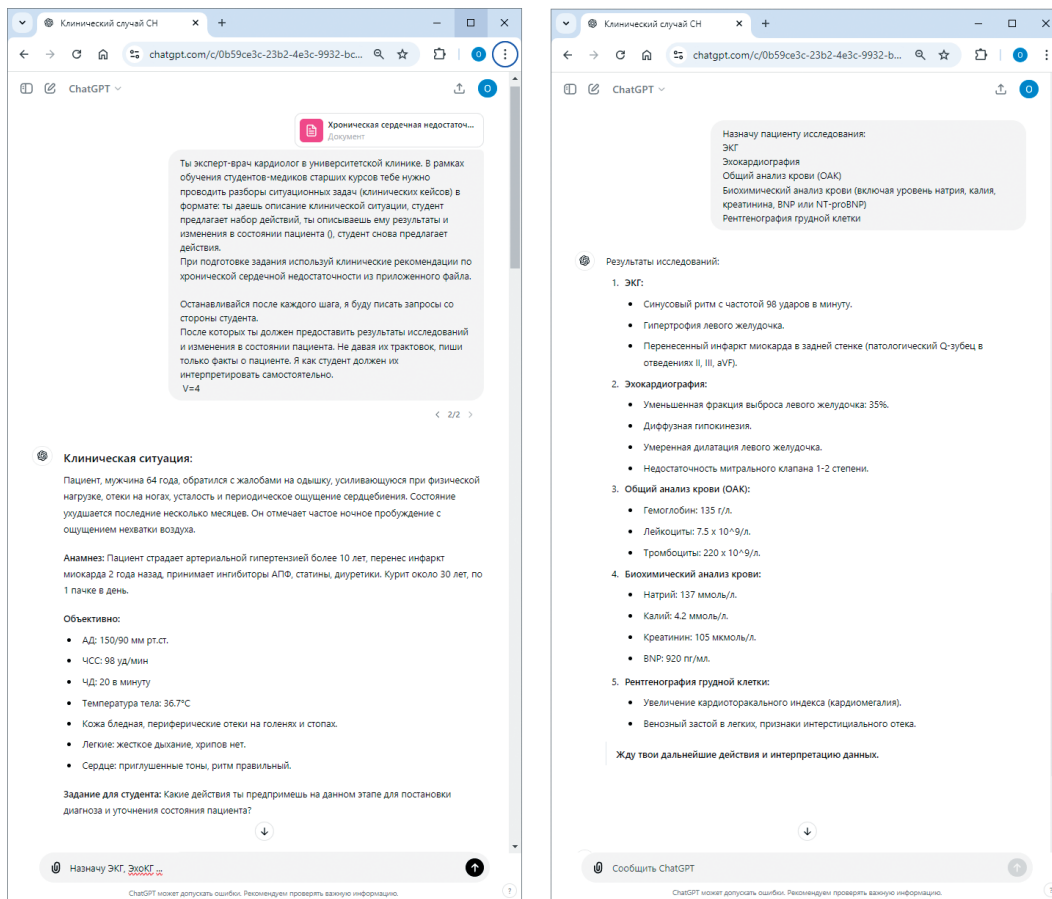 Клинический случай СН
chatgpt.com/c/0b59ce3c-23b2-4e3c-9932-bc...
O
ChatGPT
O
Хроническая сердечная недостаточ...
Документ
Ты эксперт-врач кардиолог в университетской клинике. В рамках
обучения студентов-медиков старших курсов тебе нужно
проводить разборы ситуационных задач (клинических кейсов) в
формате: ты даешь описание клинической ситуации, студент
предлагает набор действий, ты описываешь ему результаты и
изменения в состоянии пациента (), студент снова предлагает
действия.
При подготовке задания используй клинические рекомендации по
хронической сердечной недостаточности из приложенного файла.
Останавливайся после каждого шага, я буду писать запросы со
стороны студента.
После которых ты должен предоставить результаты исследований
и изменения в состоянии пациента. Не давая их трактовок, пиши
только факты о пациенте. Я как студент должен их
интерпретировать самостоятельно.
V=4
2/2
Клиническая ситуация:
Пациент, мужчина 64 года, обратился с жалобами на одышку, усиливающуюся при физической
нагрузке, отеки на ногах, усталость и периодическое ощущение сердцебиения. Состояние
ухудшается последние несколько месяцев. Он отмечает частое ночное пробуждение с
ощущением нехватки воздуха.
Анамнез: Пациент страдает артериальной гипертензией более 10 лет, перенес инфаркт
миокарда 2 года назад, принимает ингибиторы АПФ, статины, диуретики. Курит около 30 лет, по
1 пачке в день.
Объективно:
• АД: 150/90 мм рт.ст.
• ЧСС: 98 уд/мин
• ЧД: 20 в минуту
• Температура тела: 36.7°C
• Кожа бледная, периферические отеки на голенях и стопах.
• Легкие: жесткое дыхание, хрипов нет.
• Сердце: приглушенные тоны, ритм правильный.
Задание для студента: Какие действия ты предпримешь на данном этапе для постановки
диагноза и уточнения состояния пациента?
Назначу ЭКГ, ЭхоКГ ...
ChatGPT может допускать ошибки. Рекомендуем проверять важную информацию.
?
Клинический случай СН
chatgpt.com/c/0b59ce3c-23b2-4e3c-9932-b...
O
ChatGPT
O
Назначу пациенту исследования:
ЭКГ
Эхокардиография
Общий анализ крови (ОАК)
Биохимический анализ крови (включая уровень натрия, калия,
креатинина, BNP или NT-proBNP)
Рентгенография грудной клетки
Результаты исследований:
1. ЭКГ:
• Синусовый ритм с частотой 98 ударов в минуту.
• Гипертрофия левого желудочка.
• Перенесенный инфаркт миокарда в задней стенке (патологический Q-зубец в
отведениях II, III, aVF).
2. Эхокардиография:
• Уменьшенная фракция выброса левого желудочка: 35%.
• Диффузная гипокинезия.
• Умеренная дилатация левого желудочка.
• Недостаточность митрального клапана 1-2 степени.
3. Общий анализ крови (ОАК):
• Гемоглобин: 135 г/л.
• Лейкоциты: 7.5 x 10^9/л.
• Тромбоциты: 220 x 10^9/л.
4. Биохимический анализ крови:
• Натрий: 137 ммоль/л.
• Калий: 4.2 ммоль/л.
• Креатинин: 105 мкмоль/л.
• BNP: 920 пг/мл.
5. Рентгенография грудной клетки:
• Увеличение кардиоторакального индекса (кардиомегалия).
• Венозный застой в легких, признаки интерстициального отека.
Жду твои дальнейшие действия и интерпретацию данных.
Сообщить ChatGPT
ChatGPT может допускать ошибки. Рекомендуем проверять важную информацию.